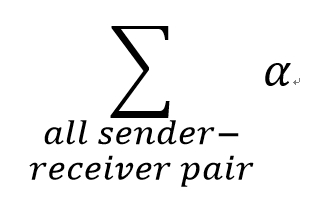 ∑ α
all sender−
receiver pair